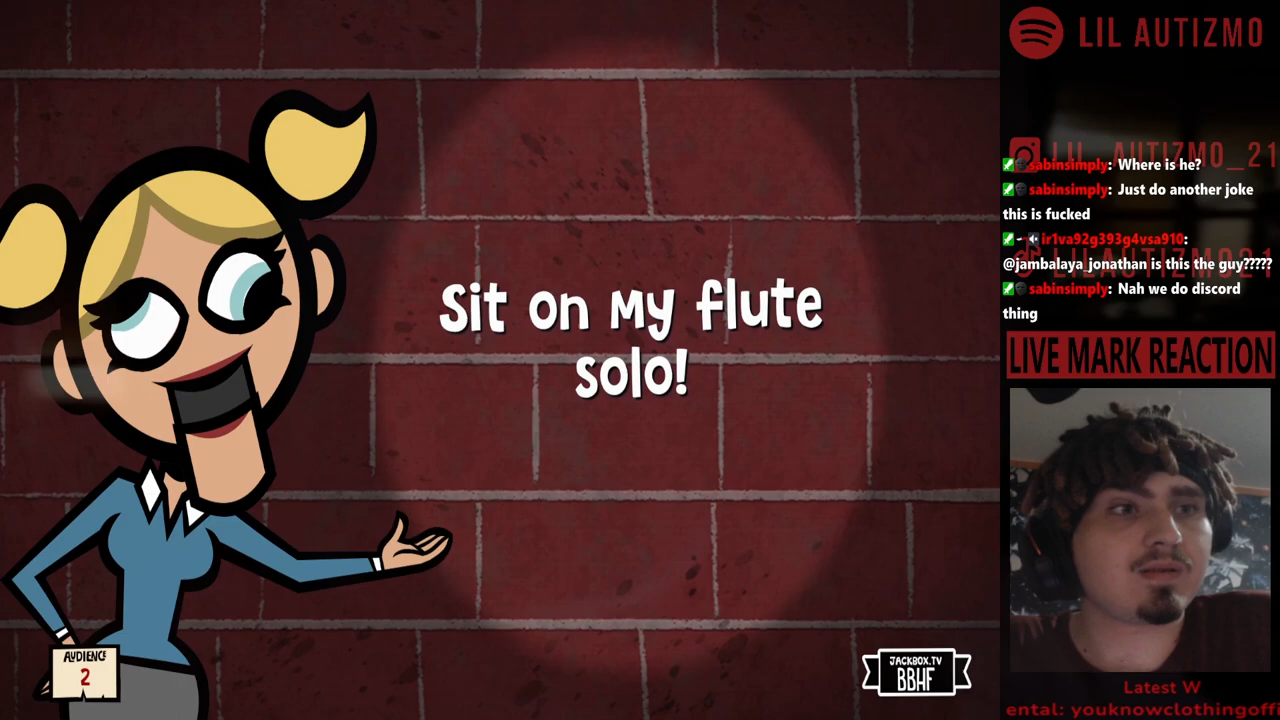 Sit on my flute
solo!
AUDIENCE
2
JACKBOX.TV
BBHF
LIL AUTIZMO
LIL_AUTIZMO_21
sabinsimply: Where is he?
sabinsimply: Just do another joke
this is fucked
ir1va92g393g4vsa910:
@jambalaya_jonathan is this the guy?????
LILAUTIZMO21
sabinsimply: Nah we do discord
thing
LIVE MARK REACTION
Latest W
ental: youknowclothingoffi